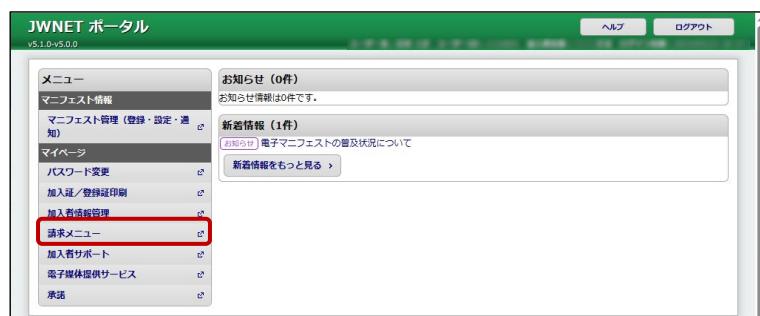 JWNET ポータル
v5.1.0-v5.0.0
ヘルプ
ログアウト
メニュー
マニフェスト情報
マニフェスト管理（登録・設定・通
知）
マイページ
パスワード変更
加入証／登録証印刷
加入者情報管理
請求メニュー
加入者サポート
電子媒体提供サービス
承諾
お知らせ（0件）
お知らせ情報は0件です。
新着情報（1件）
お知らせ 電子マニフェストの普及状況について
新着情報をもっと見る ›